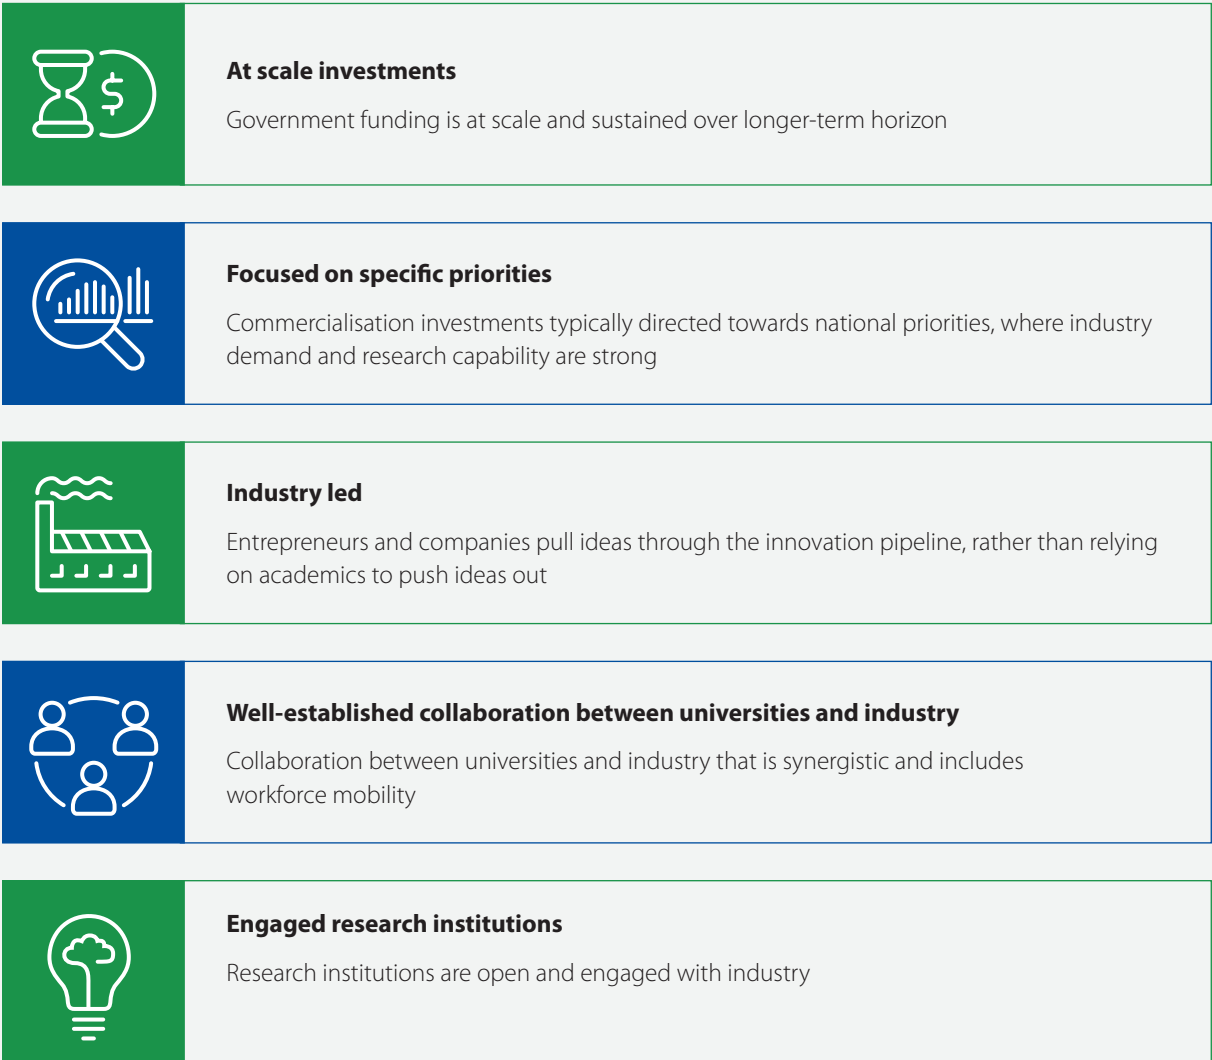 At scale investments
Government funding is at scale and sustained over longer-term horizon
Focused on specific priorities
Commercialisation investments typically directed towards national priorities, where industry
demand and research capability are strong
Industry led
Entrepreneurs and companies pull ideas through the innovation pipeline, rather than relying
on academics to push ideas out
Well-established collaboration between universities and industry
Collaboration between universities and industry that is synergistic and includes
workforce mobility
Engaged research institutions
Research institutions are open and engaged with industry